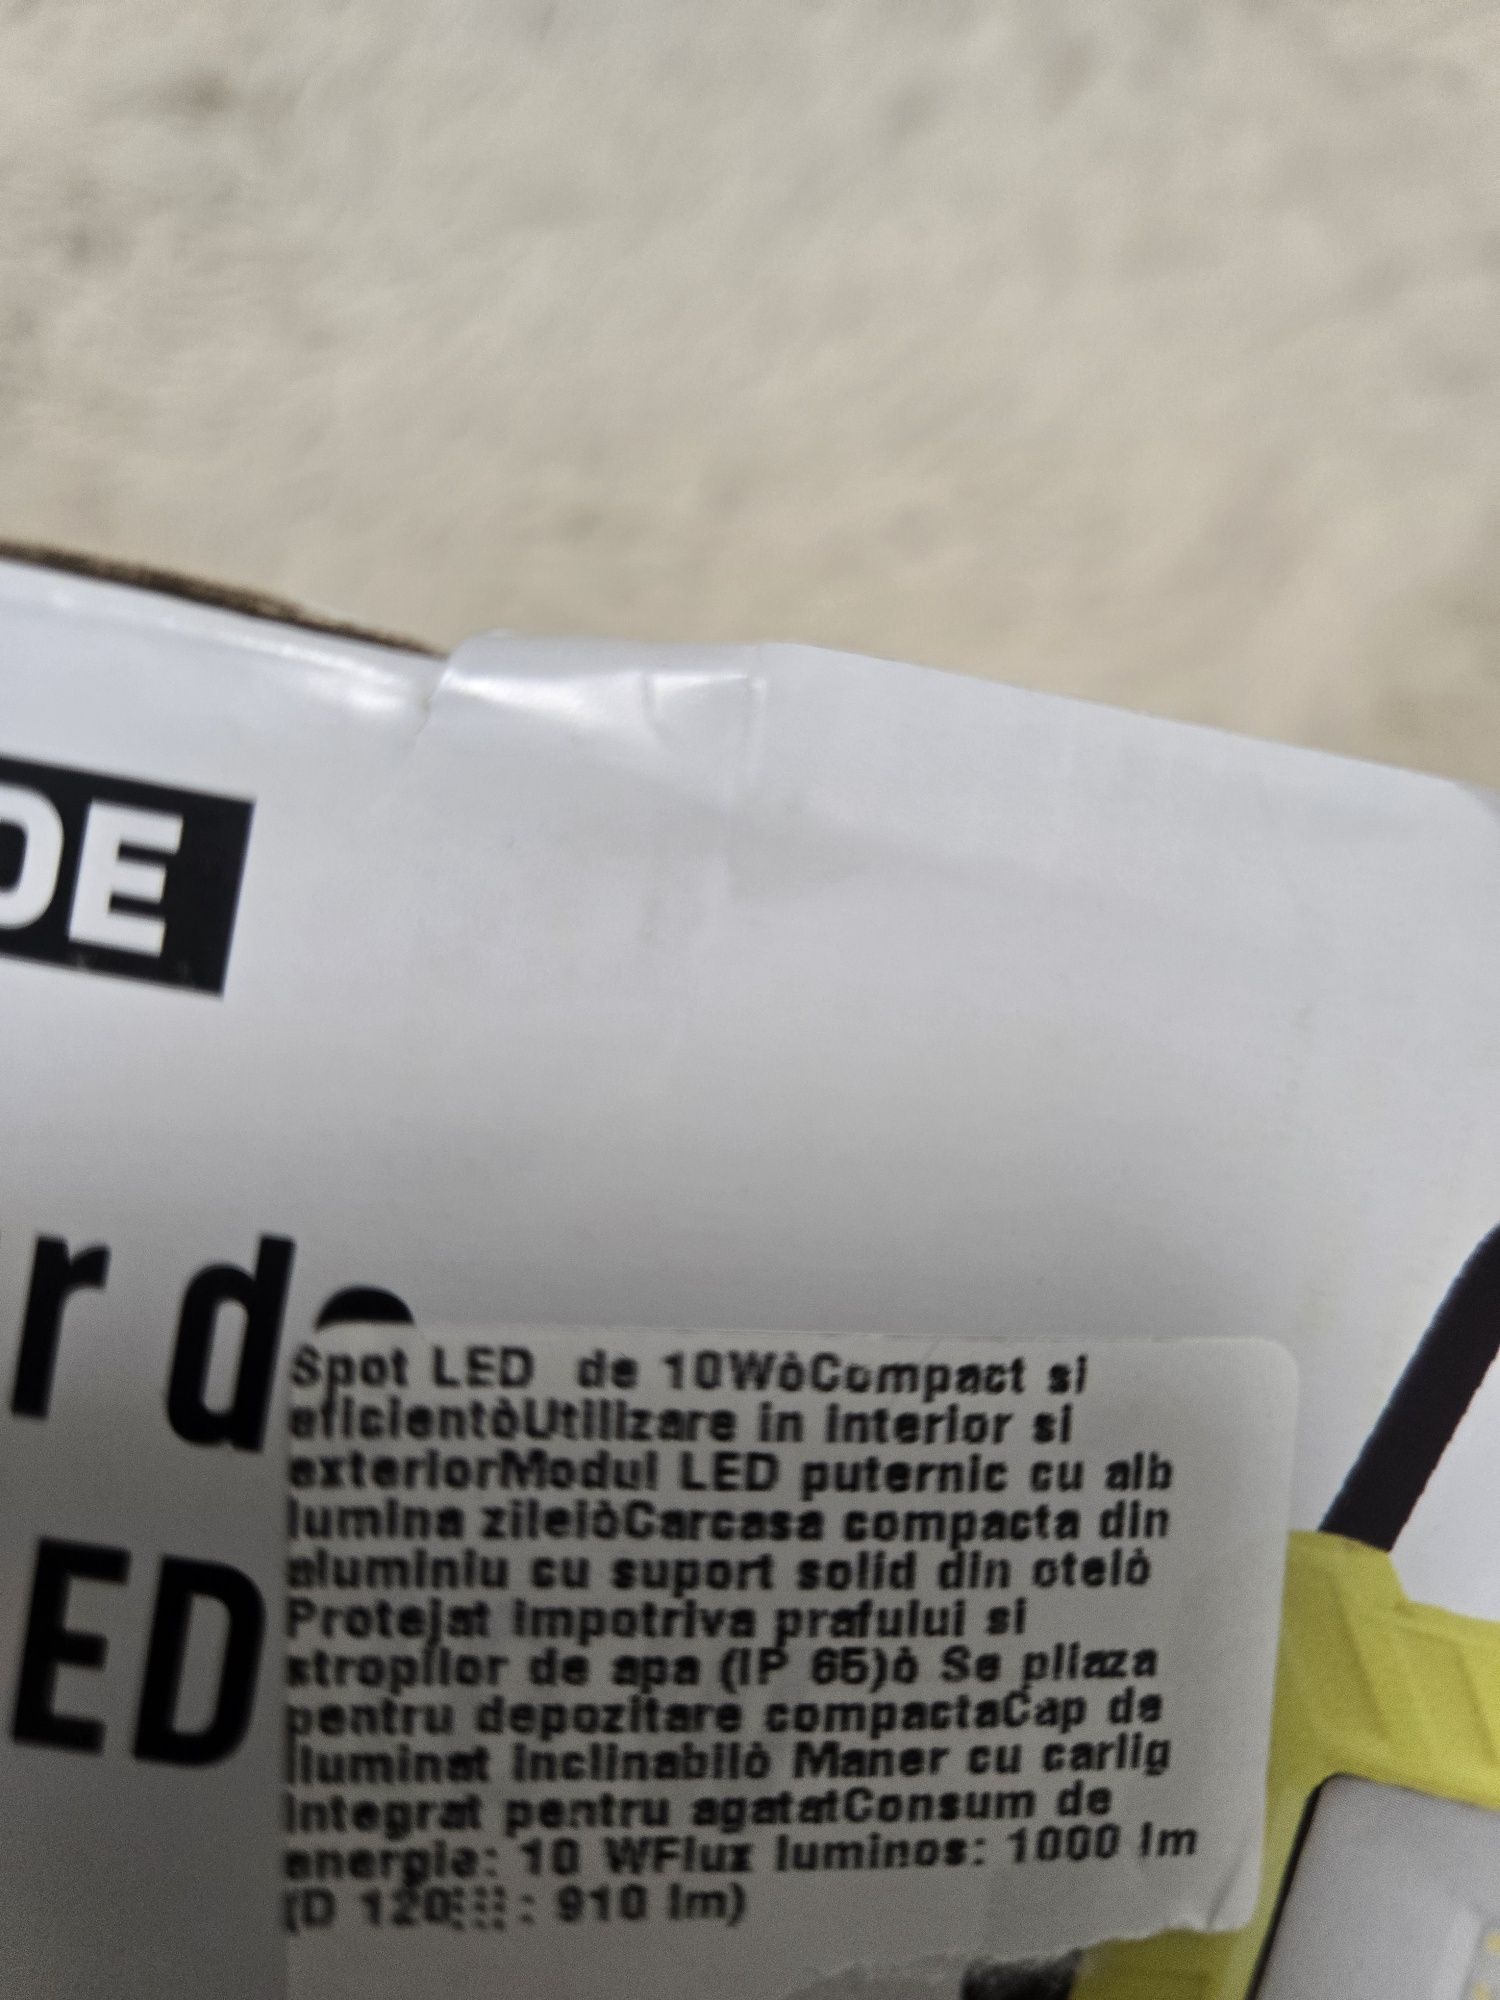 DE
r de
ED
Spot LED de 10WòCompact si
eficientòUtilizare in interior si
exteriorModul LED puternic cu alb
lumina zileiòCarcasa compacta din
aluminiu cu suport solid din otelò
Protejat impotriva prafului si
stropilor de apa (IP 65)ò Se pliaza
pentru depozitare compactaCap de
iluminat inclinabilò Maner cu carlig
integrat pentru agatatConsum de
energie: 10 WFlux luminos: 1000 lm
(D 120 : 910 lm)